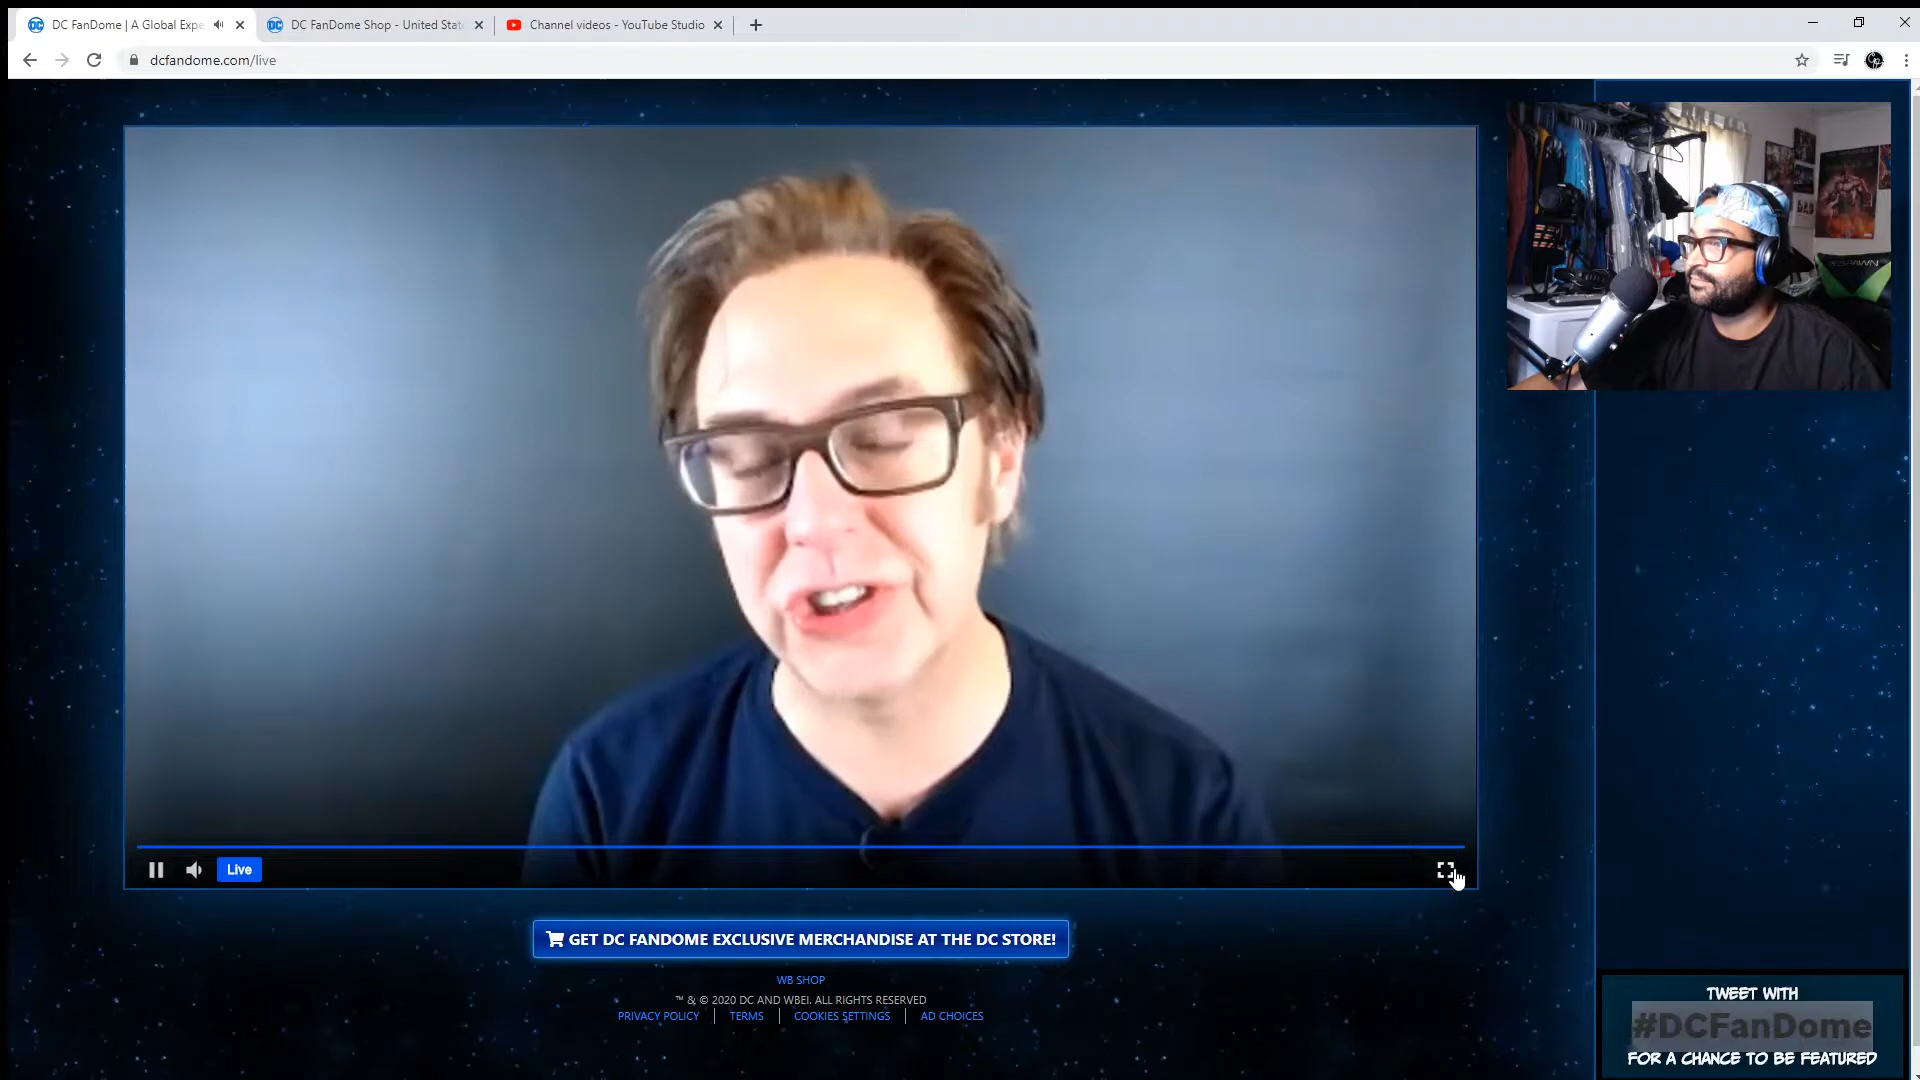 DC FanDome | A Global Expe
DC FanDome Shop - United Stat
Channel videos - YouTube Studio
dcfandome.com/live
Live
GET DC FANDOME EXCLUSIVE MERCHANDISE AT THE DC STORE!
WB SHOP
™ & © 2020 DC AND WBEI. ALL RIGHTS RESERVED
PRIVACY POLICY | TERMS | COOKIES SETTINGS | AD CHOICES
TWEET WITH
#DCFanDome
FOR A CHANCE TO BE FEATURED